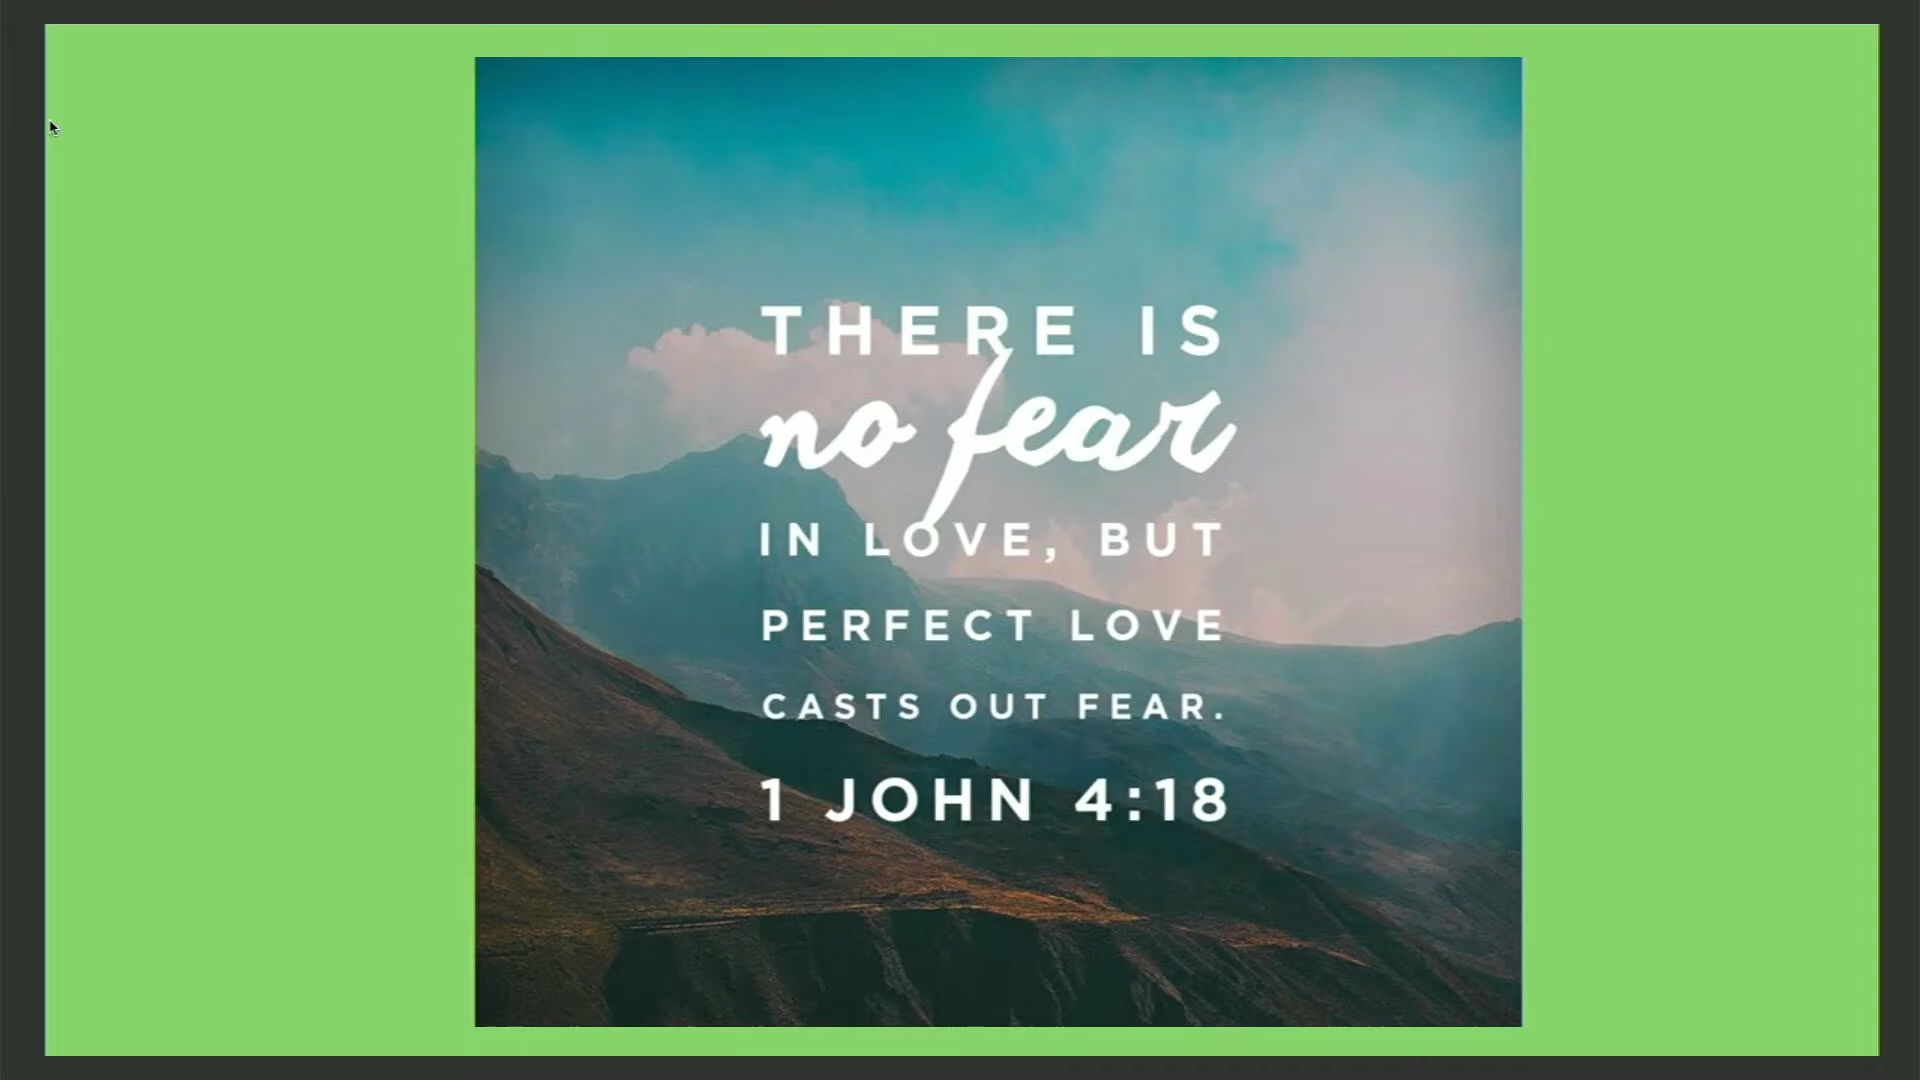 THERE IS
no fear
IN LOVE, BUT
PERFECT LOVE
CASTS OUT FEAR.
1 JOHN 4:18